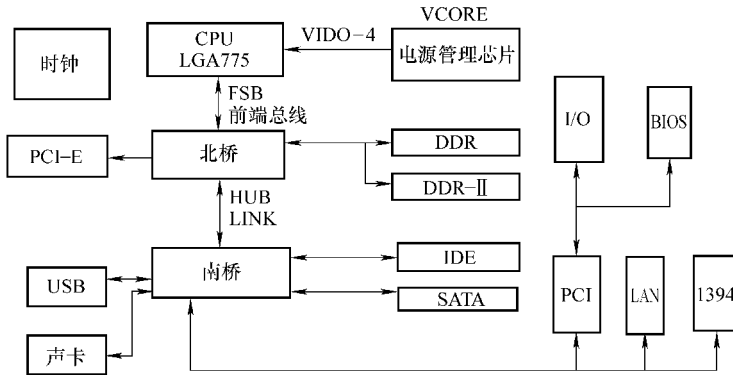 VCORE
CPU
LGA775
VIDO-4
电源管理芯片
时钟
FSB
前端总线
I/O
BIOS
PCI-E
北桥
DDR
DDR-Ⅱ
HUB
LINK
南桥
IDE
USB
SATA
PCI
LAN
1394
声卡